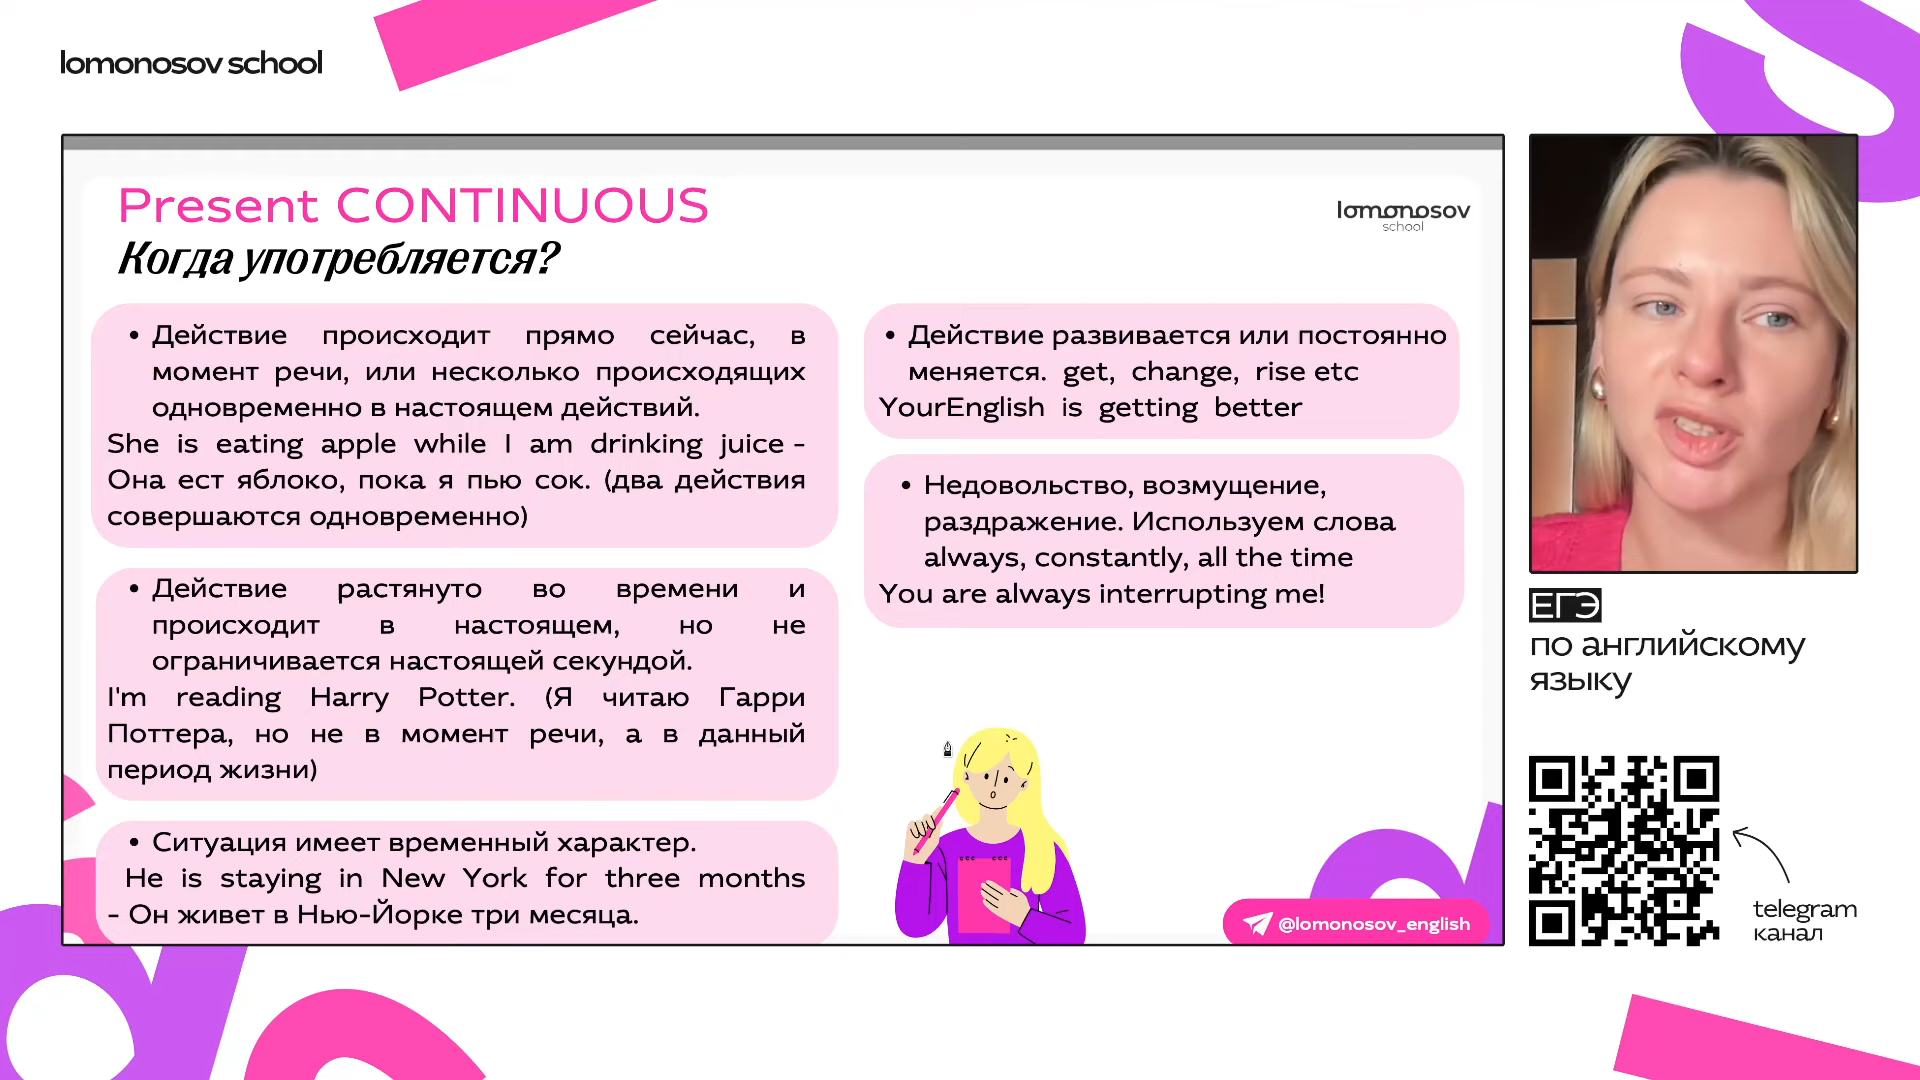 lomonosov school
Present CONTINUOUS
Когда употребляется?
lomonosov
school
• Действие происходит прямо сейчас, в
момент речи, или несколько происходящих
одновременно в настоящем действий.
She is eating apple while I am drinking juice -
Она ест яблоко, пока я пью сок. (два действия
совершаются одновременно)
• Действие растянуто во времени и
происходит в настоящем, но не
ограничивается настоящей секундой.
I'm reading Harry Potter. (Я читаю Гарри
Поттера, но не в момент речи, а в данный
период жизни)
• Ситуация имеет временный характер.
He is staying in New York for three months
- Он живет в Нью-Йорке три месяца.
• Действие развивается или постоянно
меняется. get, change, rise etc
YourEnglish is getting better
• Недовольство, возмущение,
раздражение. Используем слова
always, constantly, all the time
You are always interrupting me!
@lomonosov_english
ЕГЭ
по английскому
языку
telegram
канал